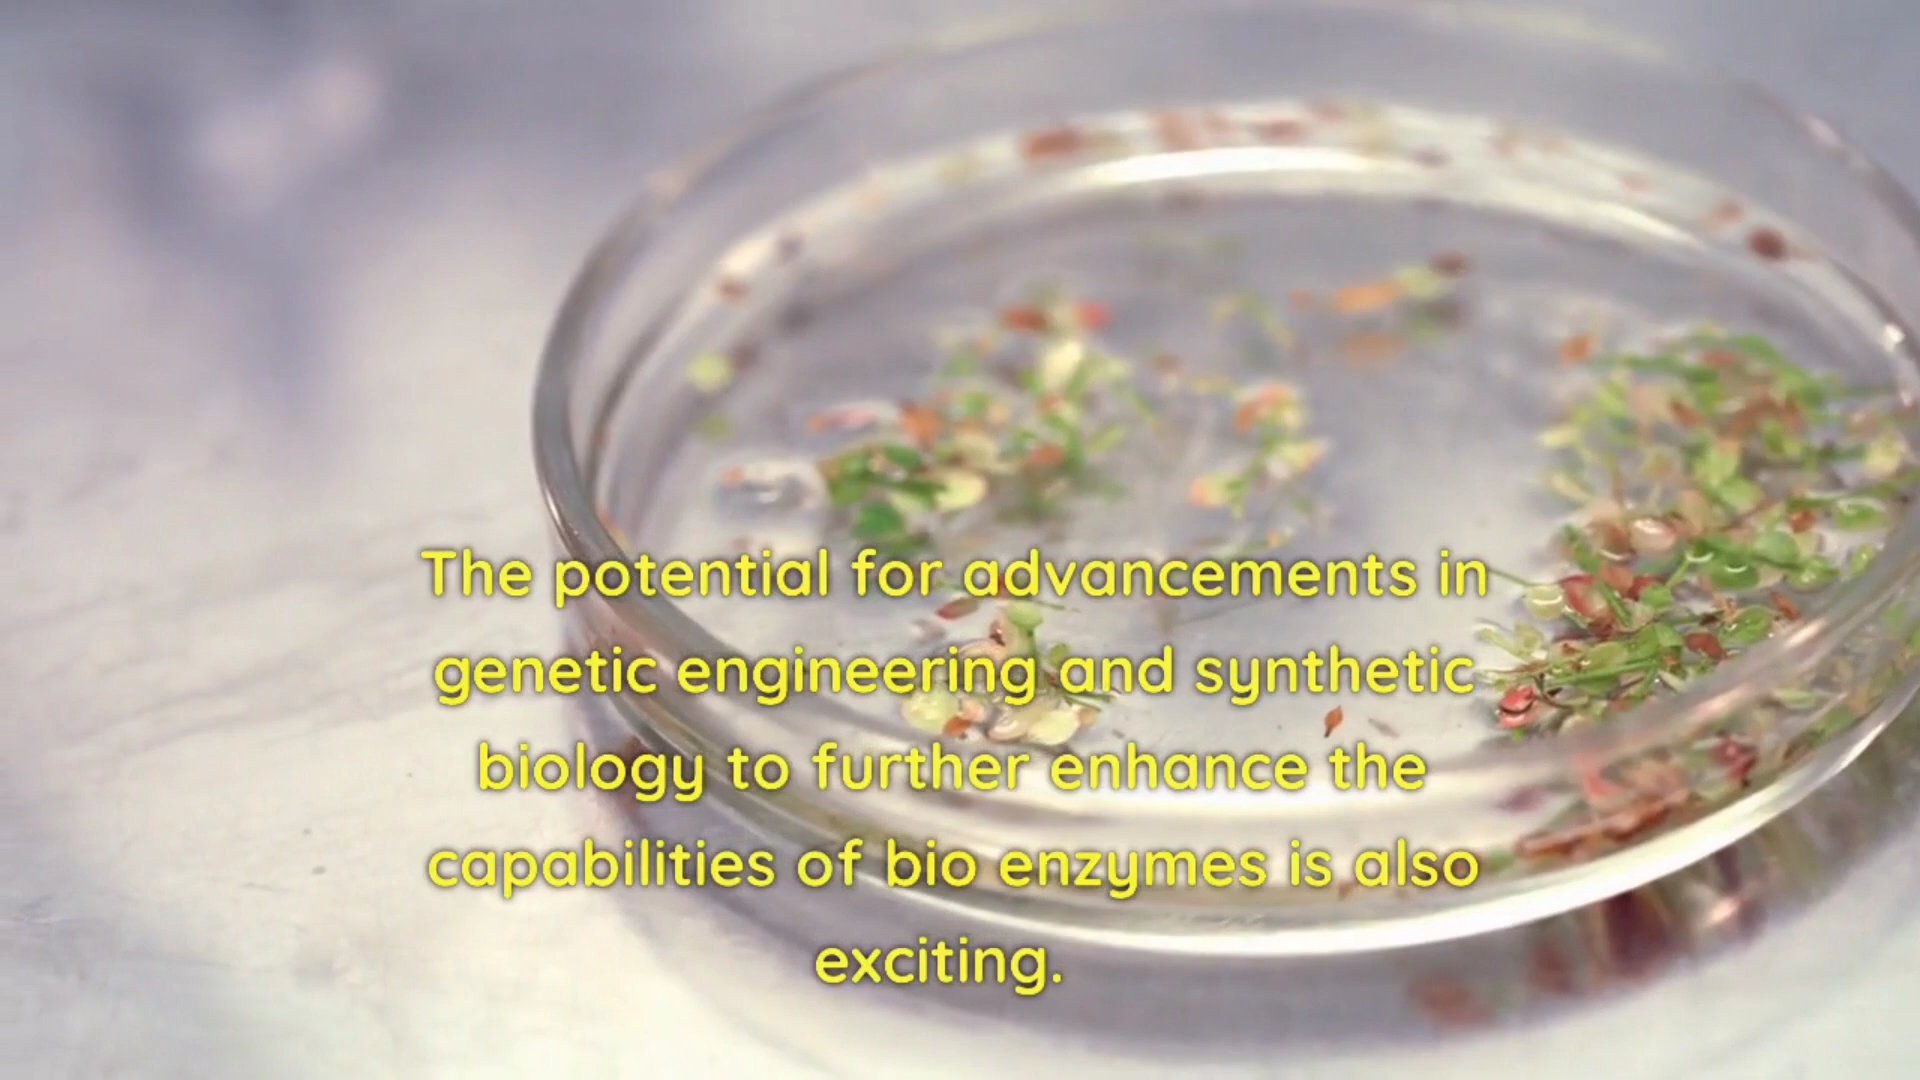 The potential for advancements in
genetic engineering and synthetic
biology to further enhance the
capabilities of bio enzymes is also
exciting.